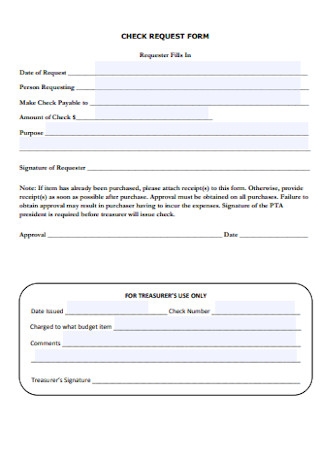 CHECK REQUEST FORM
Requester Fills In
Date of Request
Person Requesting
Make Check Payable to
Amount of Check $
Purpose
Signature of Requester
Note: If item has already been purchased, please attach receipt(s) to this form. Otherwise, provide
receipt(s) as soon as possible after purchase. Approval must be obtained on all purchases. Failure to
obtain approval may result in purchaser having to incur the expenses. Signature of the PTA
president is required before treasurer will issue check.
Approval Date
FOR TREASURER'S USE ONLY
Date Issued Check Number
Charged to what budget item
Comments
Treasurer's Signature